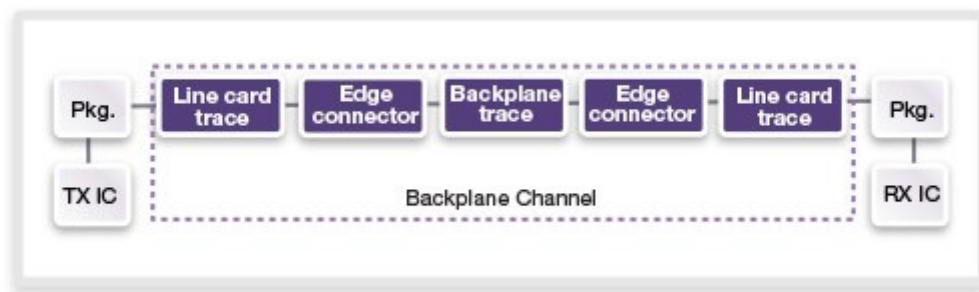 Pkg.
Line card
trace
Edge
connector
Backplane
trace
Edge
connector
Line card
trace
Pkg.
TX IC
Backplane Channel
RX IC